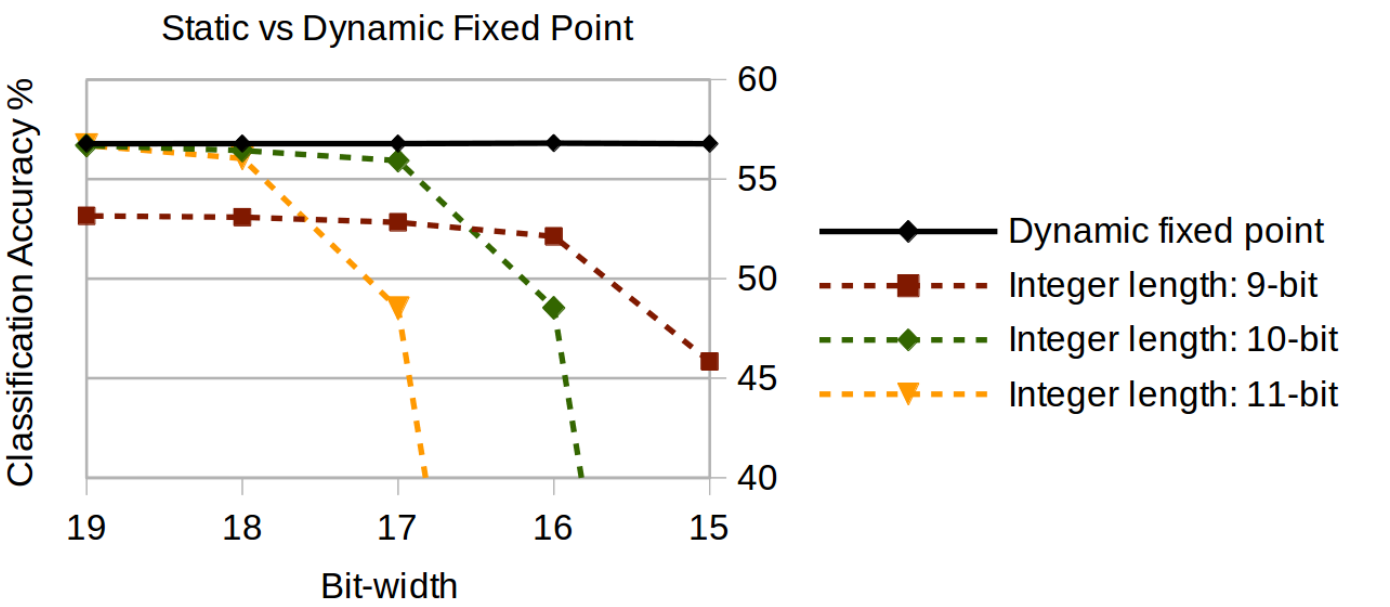 Static vs Dynamic Fixed Point
Classification Accuracy %
60
55
50
45
40
19 18 17 16 15
Bit-width
Dynamic fixed point
Integer length: 9-bit
Integer length: 10-bit
Integer length: 11-bit